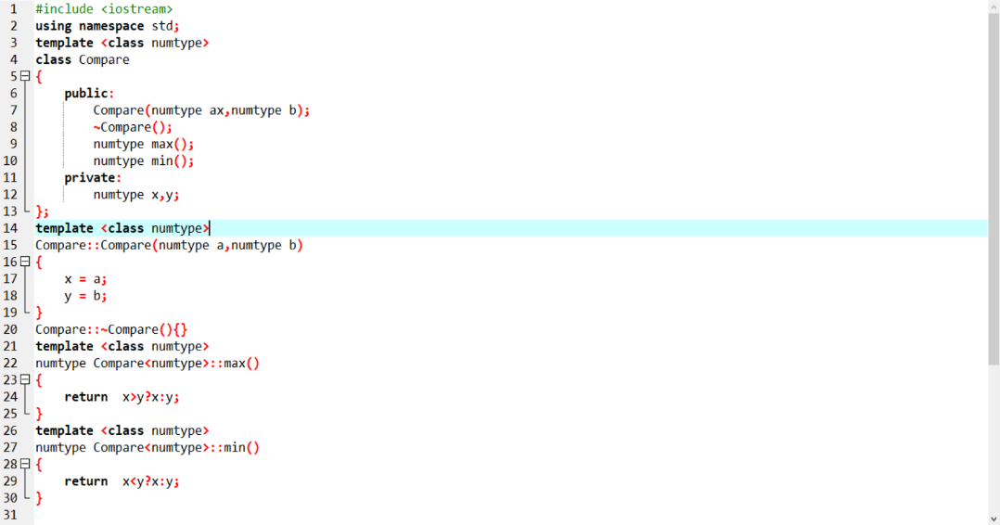 1 #include <iostream>
2 using namespace std;
3 template <class numtype>
4 class Compare
5 {
6 public:
7 Compare(numtype ax,numtype b);
8 ~Compare();
9 numtype max();
10 numtype min();
11 private:
12 numtype x,y;
13 };
14 template <class numtype>
15 Compare::Compare(numtype a,numtype b)
16 {
17 x = a;
18 y = b;
19 }
20 Compare::~Compare(){}
21 template <class numtype>
22 numtype Compare<numtype>::max()
23 {
24 return  x>y?x:y;
25 }
26 template <class numtype>
27 numtype Compare<numtype>::min()
28 {
29 return  x<y?x:y;
30 }
31